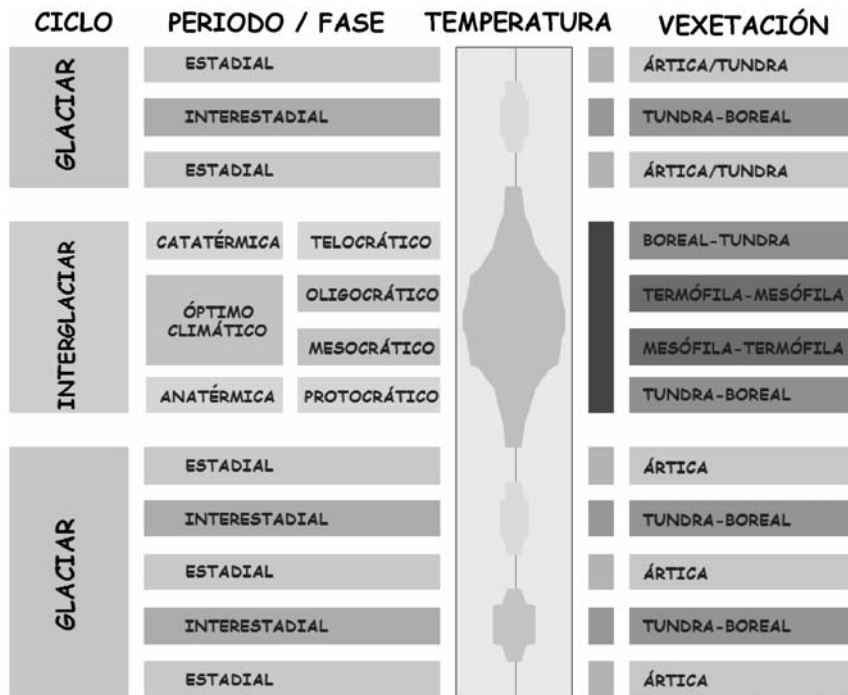 CICLO PERIODO / FASE TEMPERATURA VEXETACIÓN
GLACIAR
ESTADIAL ÁRTICA/TUNDRA
INTERESTADIAL TUNDRA-BOREAL
ESTADIAL ÁRTICA/TUNDRA
INTERGLACIAR
CATATÉRMICA TELOCRÁTICO BOREAL-TUNDRA
ÓPTIMO
CLIMÁTICO
OLIGOCRÁTICO TERMÓFILA-MESÓFILA
MESOCRÁTICO MESÓFILA-TERMÓFILA
ANATÉRMICA PROTOCRÁTICO TUNDRA-BOREAL
GLACIAR
ESTADIAL ÁRTICA
INTERESTADIAL TUNDRA-BOREAL
ESTADIAL ÁRTICA
INTERESTADIAL TUNDRA-BOREAL
ESTADIAL ÁRTICA